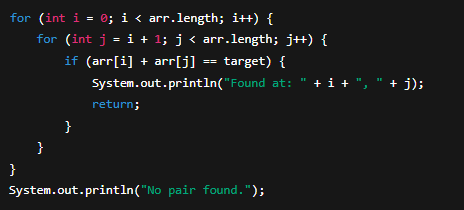 for (int i = 0; i < arr.length; i++) {
    for (int j = i + 1; j < arr.length; j++) {
        if (arr[i] + arr[j] == target) {
            System.out.println("Found at: " + i + ", " + j);
            return;
        }
    }
}
System.out.println("No pair found.");